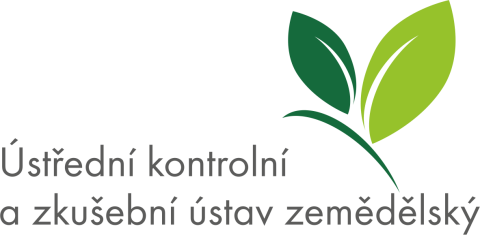 Ústřední kontrolní
a zkušební ústav zemědělský